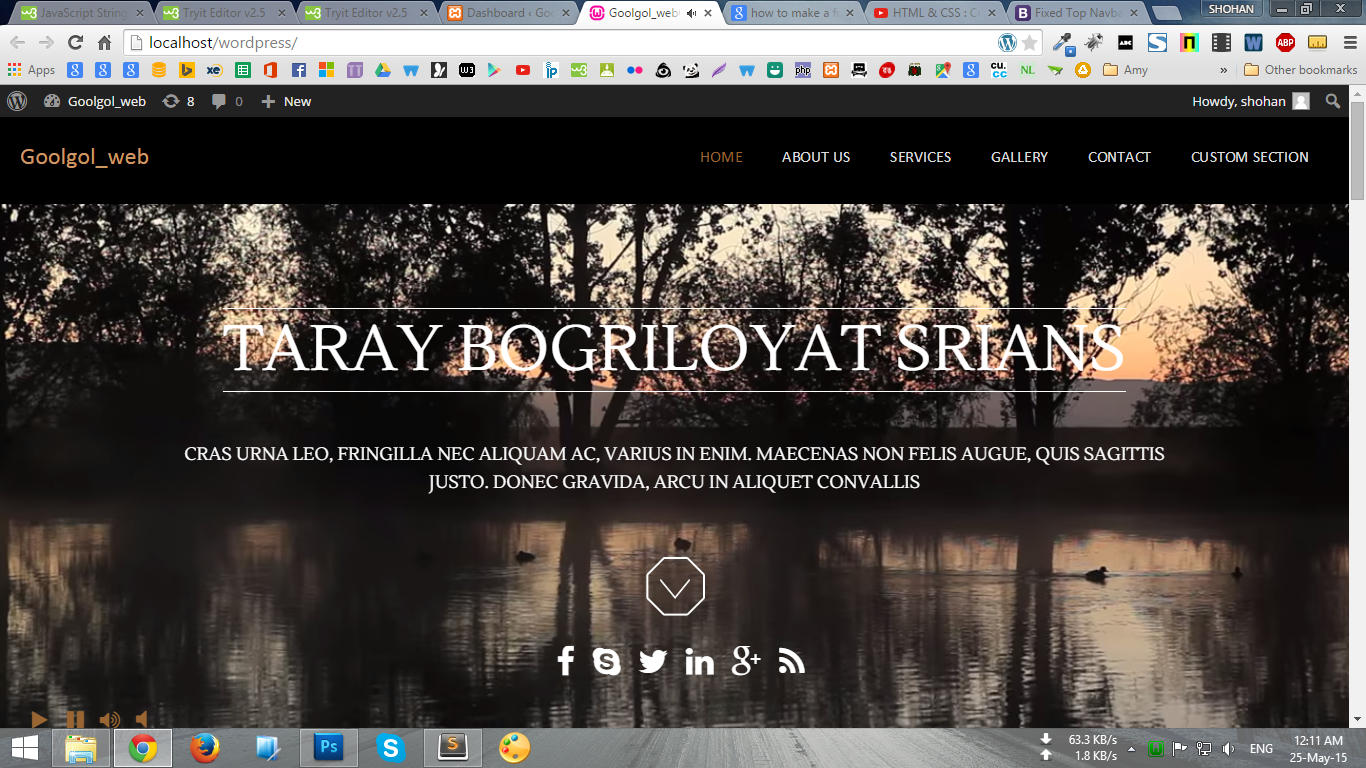 JavaScript String
Tryit Editor v2.5
Tryit Editor v2.5
Dashboard ‹ Goo
Goolgol_web
how to make a f
HTML & CSS : C
Fixed Top Navba
SHOHAN
localhost/wordpress/
Apps
Amy
»
Other bookmarks
Goolgol_web
8
0
New
Howdy, shohan
Goolgol_web
HOME
ABOUT US
SERVICES
GALLERY
CONTACT
CUSTOM SECTION
TARAY BOGRILOYAT SRIANS
CRAS URNA LEO, FRINGILLA NEC ALIQUAM AC, VARIUS IN ENIM. MAECENAS NON FELIS AUGUE, QUIS SAGITTIS
JUSTO. DONEC GRAVIDA, ARCU IN ALIQUET CONVALLIS
63.3 KB/s
1.8 KB/s
ENG
12:11 AM
25-May-15